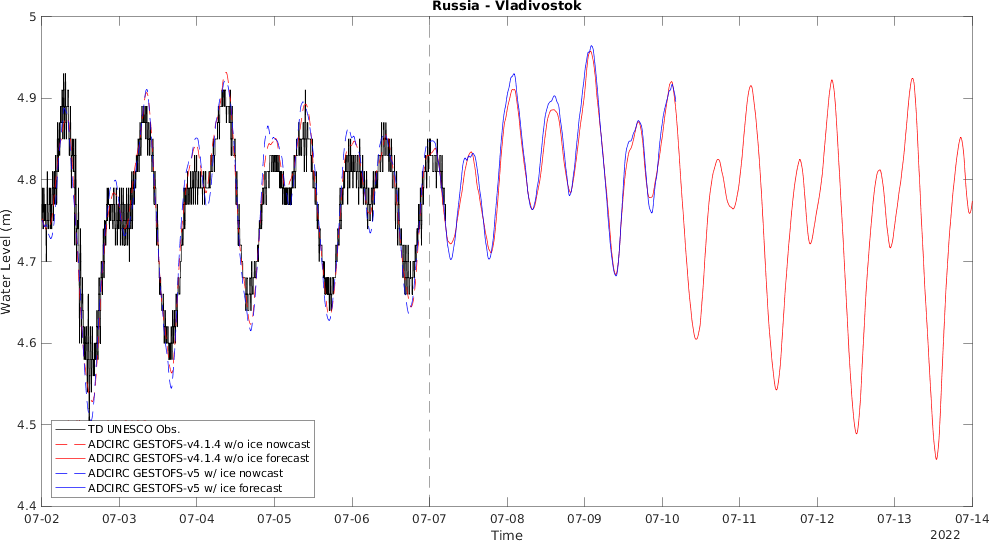 Russia - Vladivostok
Water Level (m)
5
4.9
4.8
4.7
4.6
4.5
4.4
TD UNESCO Obs.
ADCIRC GESTOFS-v4.1.4 w/o ice nowcast
ADCIRC GESTOFS-v4.1.4 w/o ice forecast
ADCIRC GESTOFS-v5 w/ ice nowcast
ADCIRC GESTOFS-v5 w/ ice forecast
07-02 07-03 07-04 07-05 07-06 07-07 07-08 07-09 07-10 07-11 07-12 07-13 07-14
Time
2022